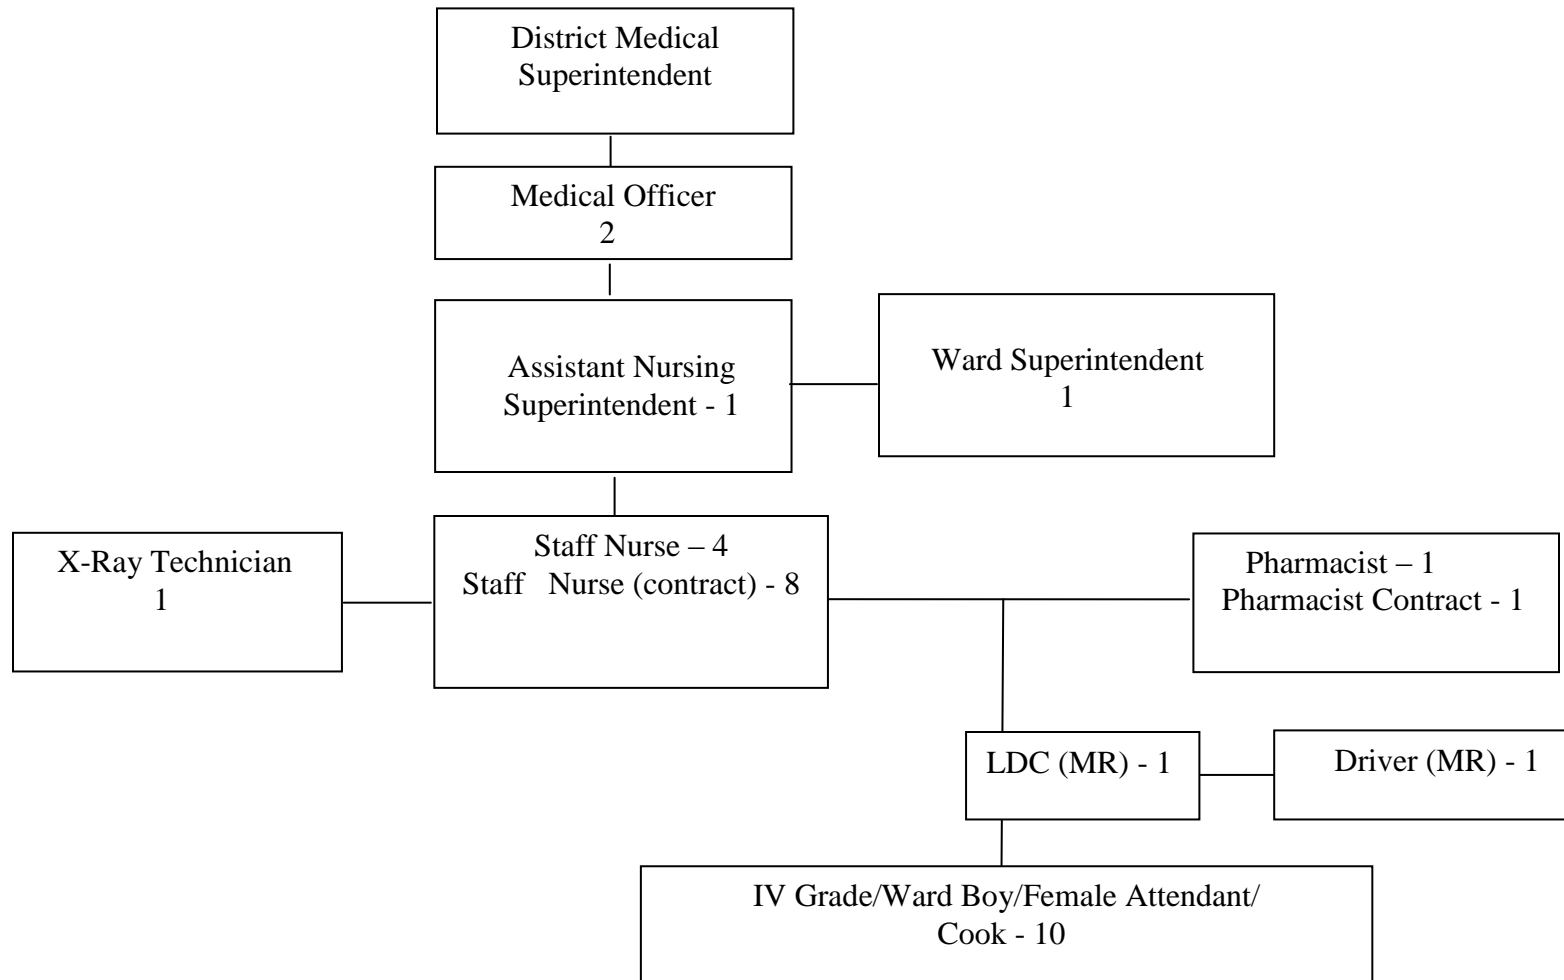 District Medical
Superintendent
Medical Officer
2
Assistant Nursing
Superintendent - 1
Ward Superintendent
1
X-Ray Technician
1
Staff Nurse – 4
Staff Nurse (contract) - 8
Pharmacist – 1
Pharmacist Contract - 1
LDC (MR) - 1
Driver (MR) - 1
IV Grade/Ward Boy/Female Attendant/
Cook - 10